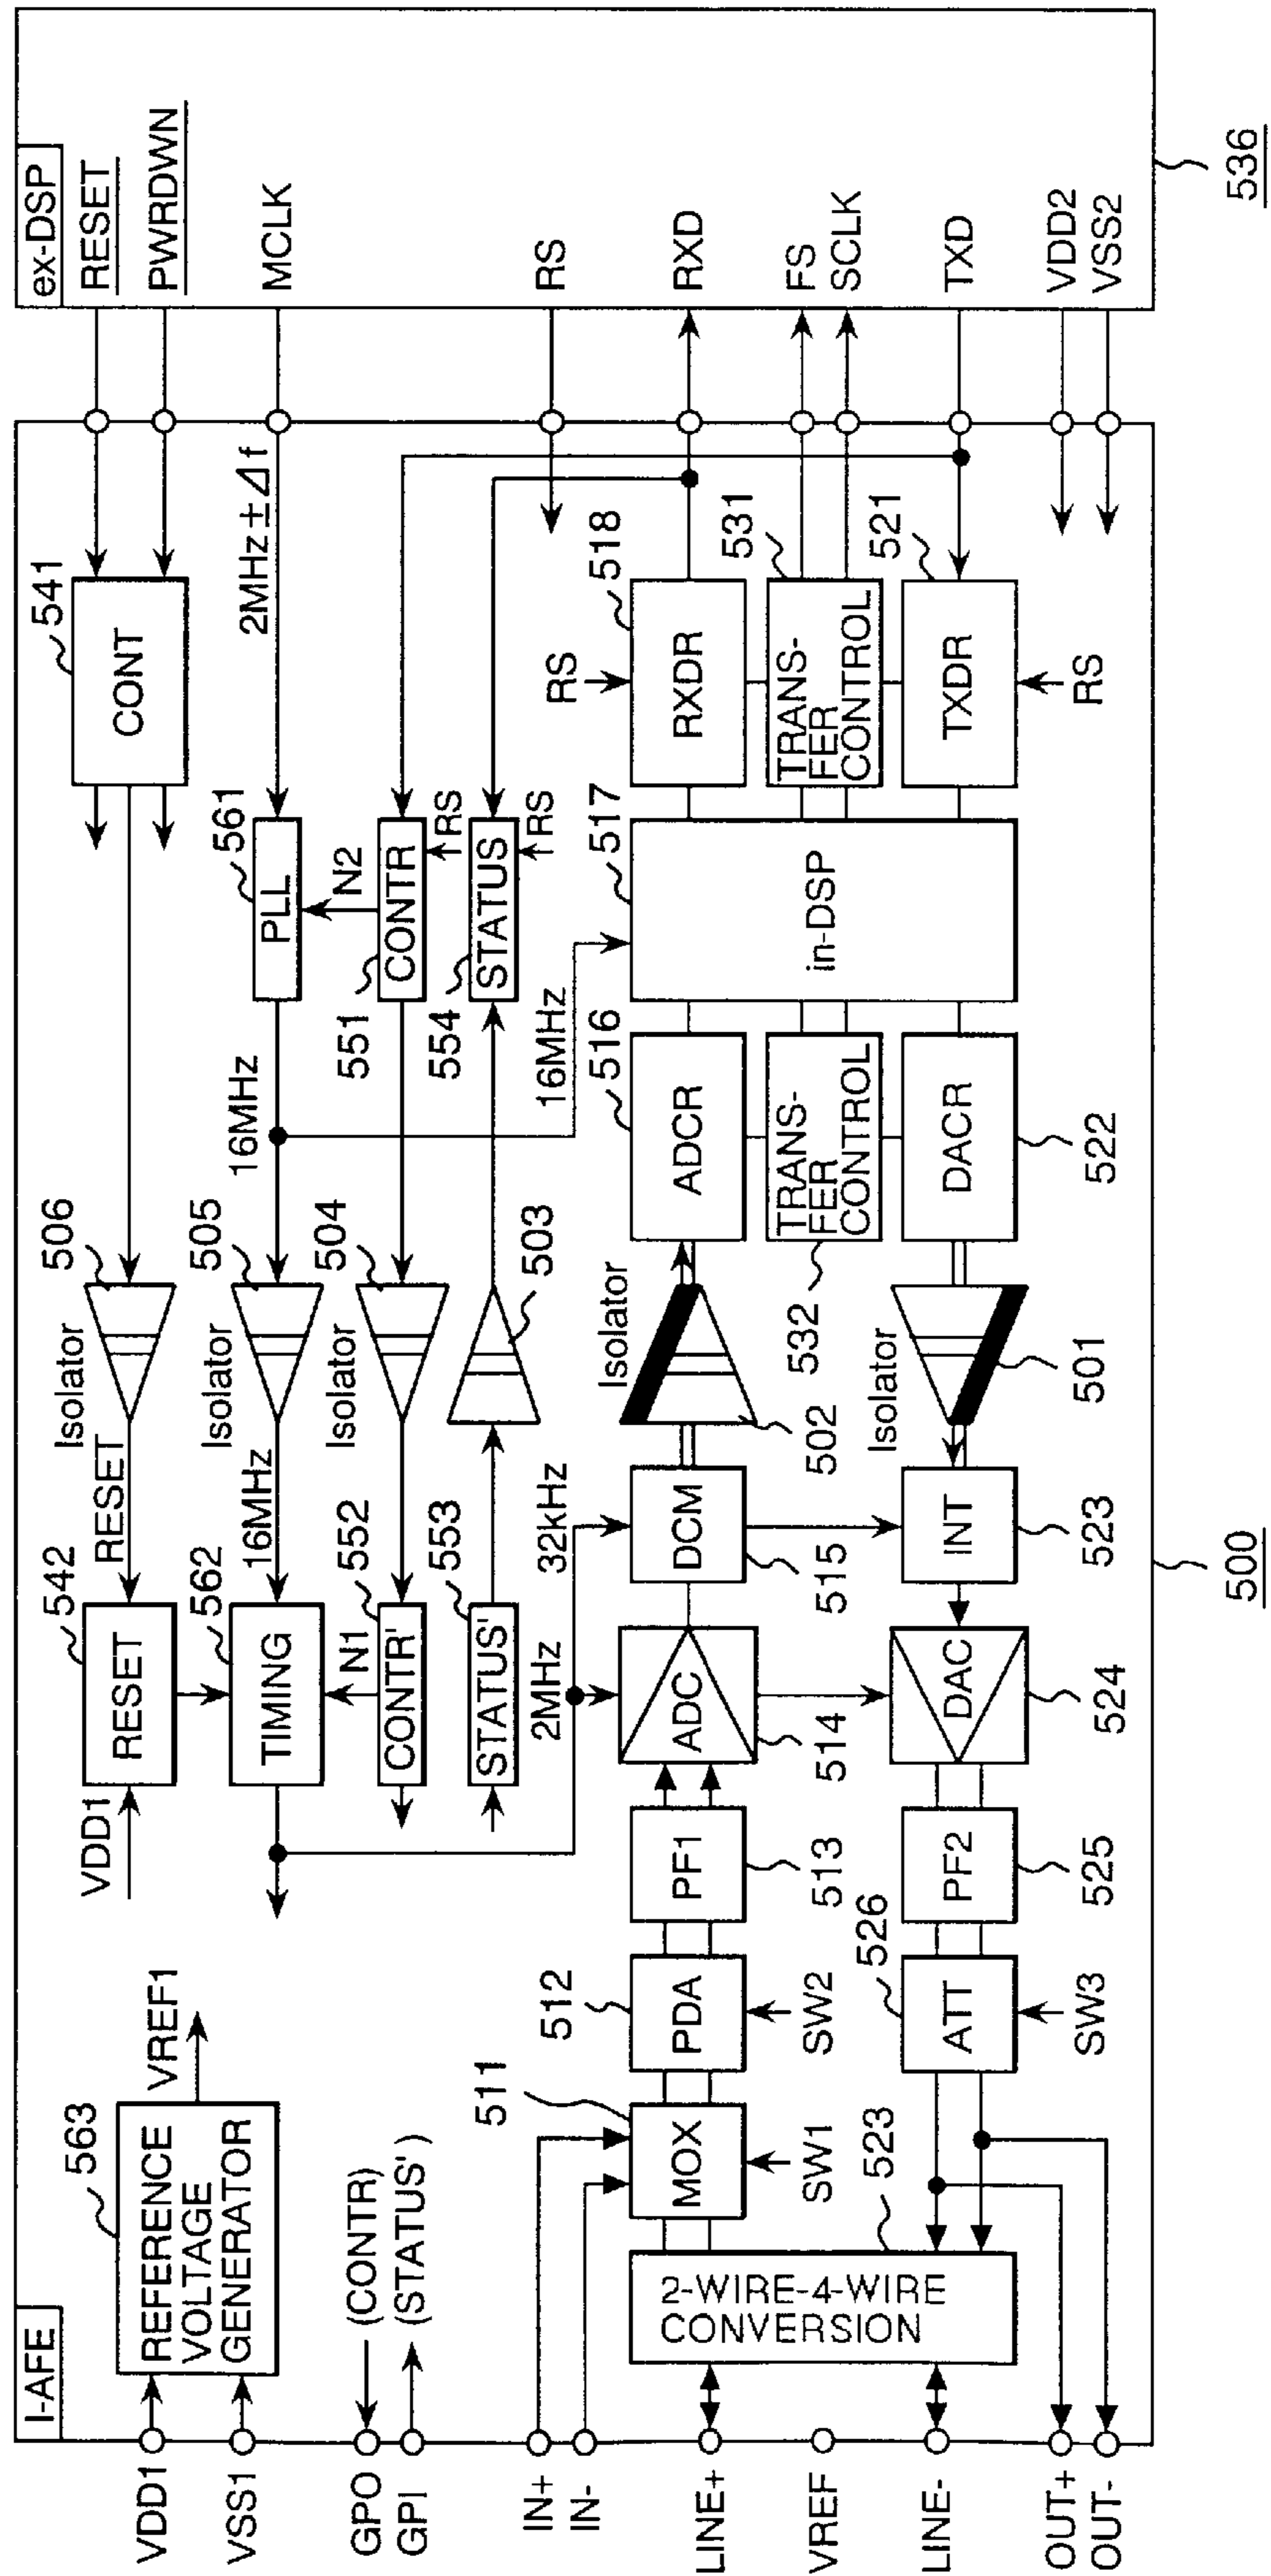 I-AFE
ex-DSP
VDD1
VSS1
GPO
GPI
IN+
IN-
LINE+
VREF
LINE-
OUT+
OUT-
563
REFERENCE
VOLTAGE
GENERATOR
VREF1
(CONTR)
(STATUS')
VDD1
542
RESET
RESET
Isolator
506
541
CONT
RESET
PWRDWN
562
TIMING
16MHz
Isolator
505
16MHz
561
PLL
2MHz±Δf
MCLK
N1
552
CONTR'
Isolator
504
551
CONTR
N2
RS
553
STATUS'
503
554
STATUS
RS
RS
2MHz
32kHz
16MHz
511
MOX
SW1
512
PDA
SW2
PF1
513
ADC
514
DCM
515
Isolator
502
516
ADCR
517
in-DSP
518
RXDR
RS
RXD
TRANS-
FER
CONTROL
532
TRANS-
FER
CONTROL
531
FS
SCLK
523
2-WIRE-4-WIRE
CONVERSION
526
ATT
SW3
PF2
525
DAC
524
INT
523
Isolator
501
DACR
522
521
TXDR
RS
TXD
VDD2
VSS2
500
536